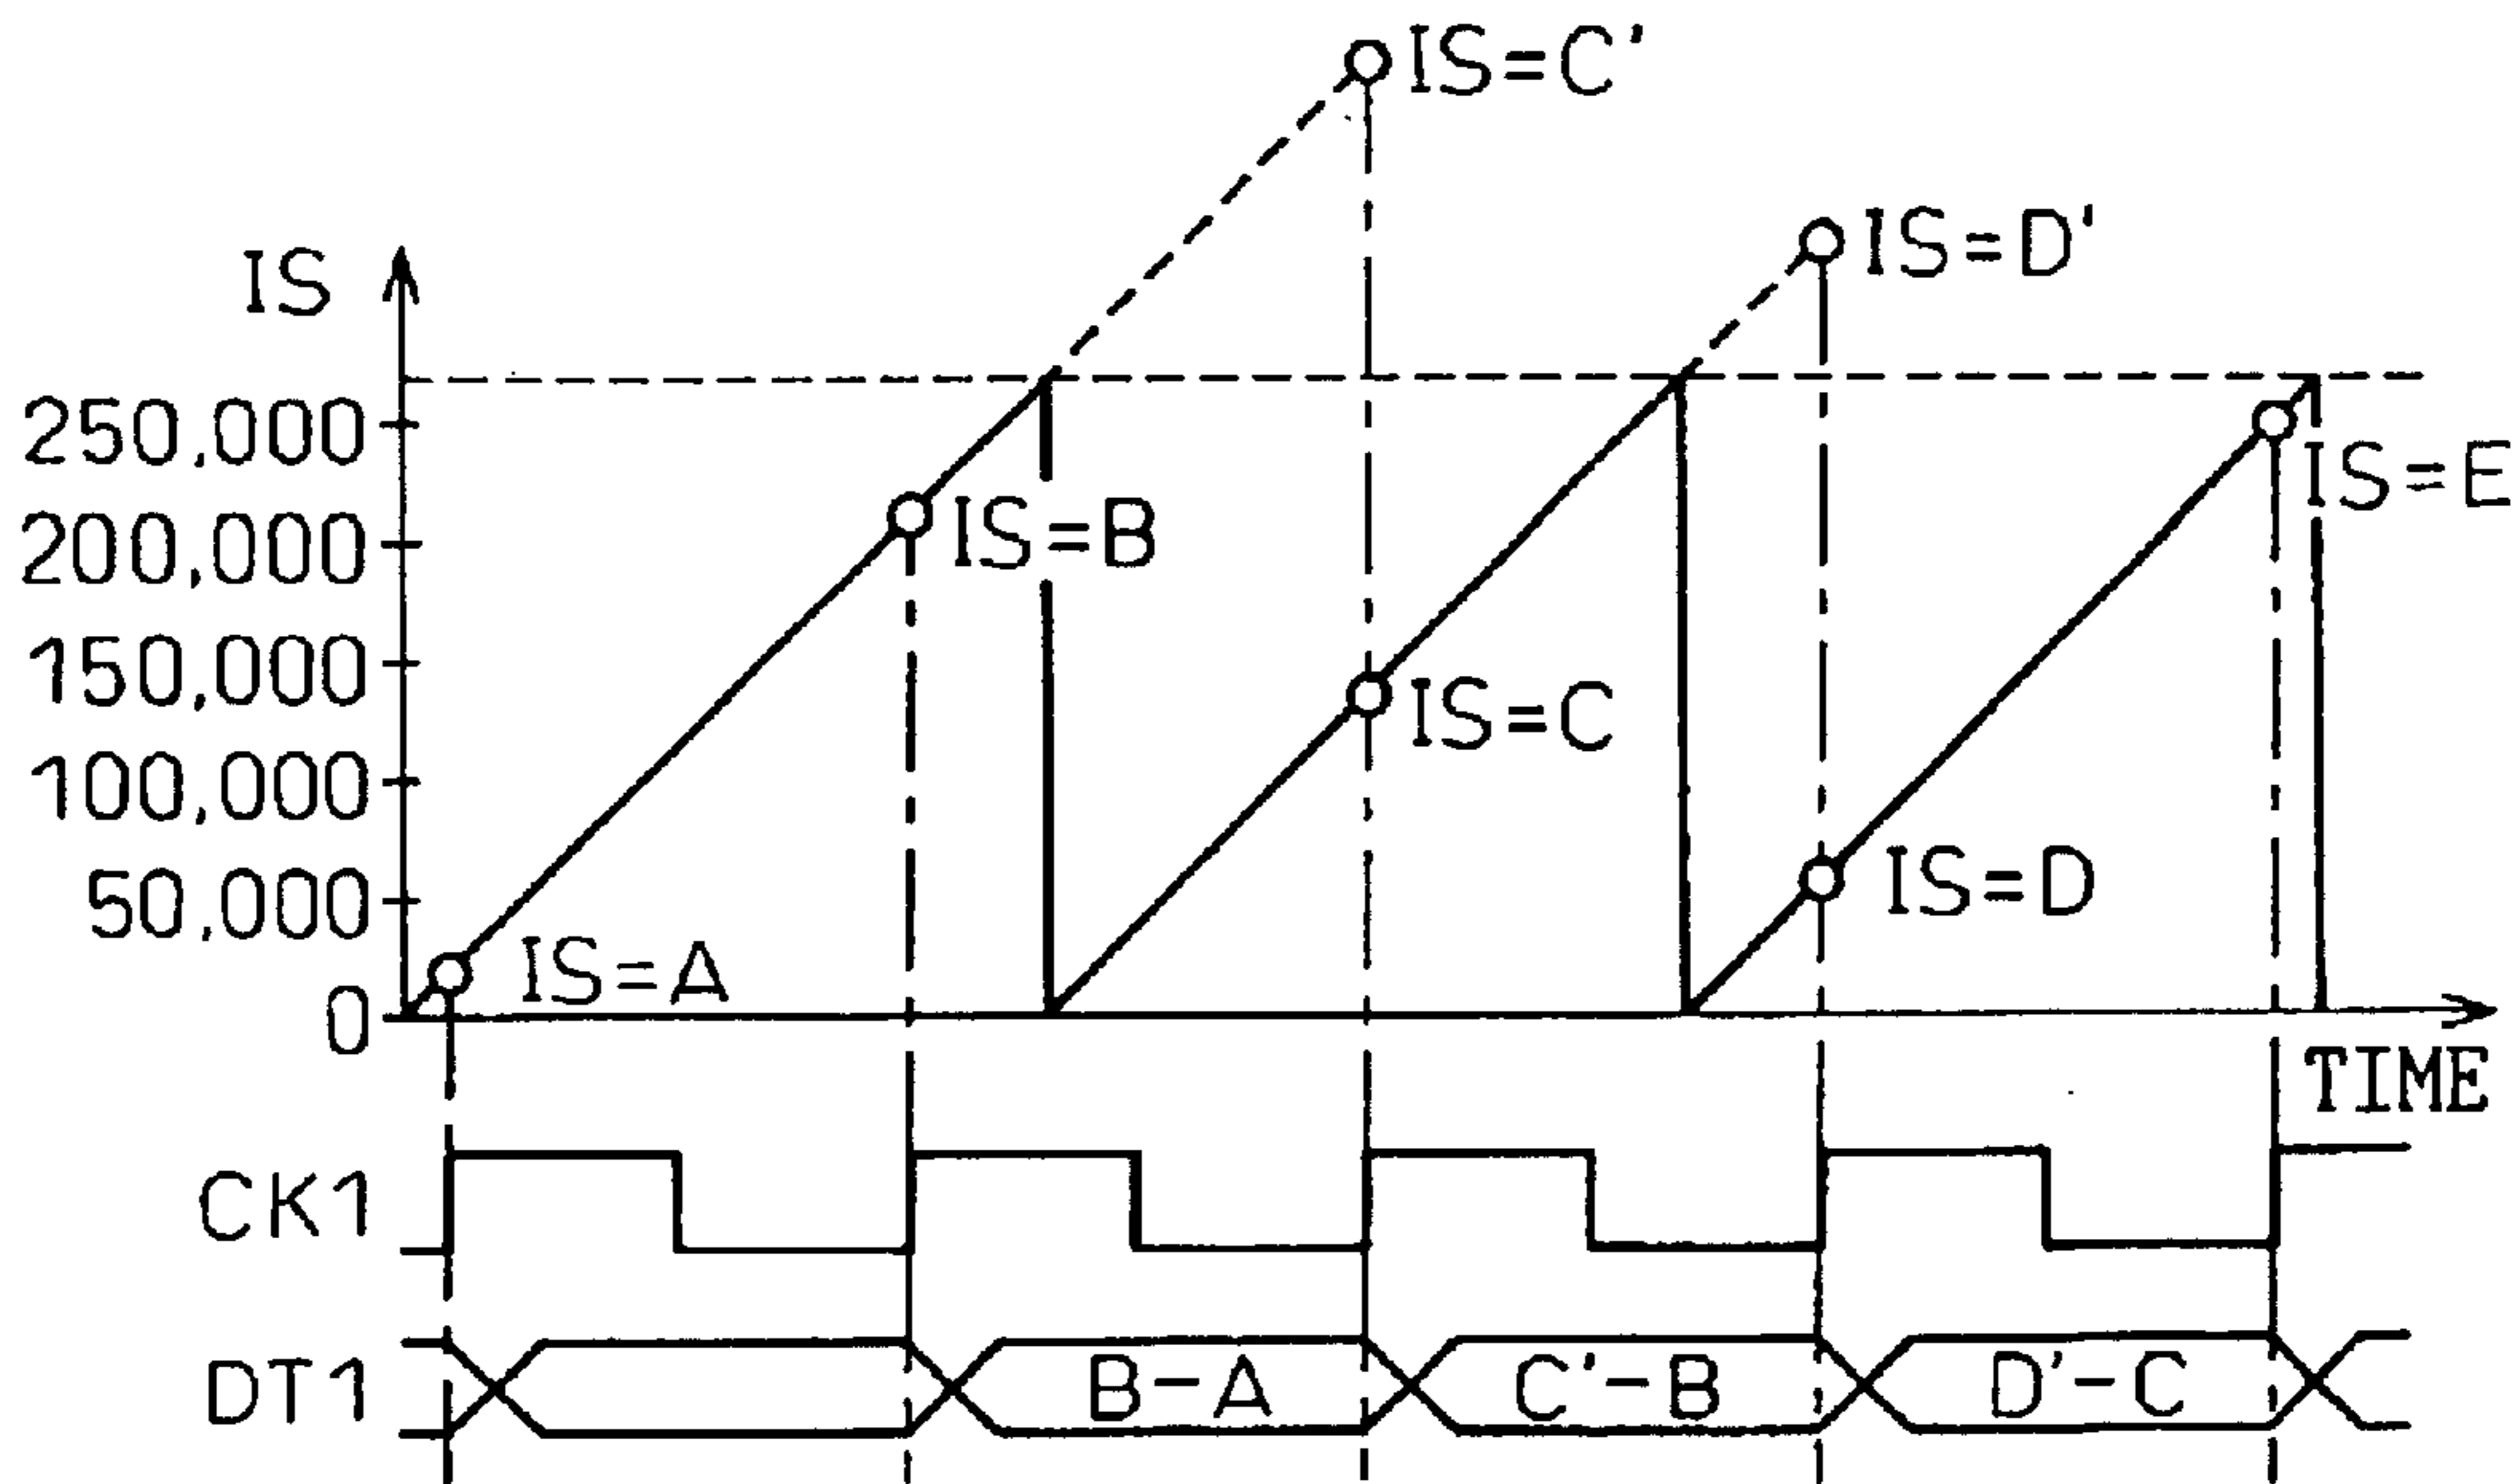 IS=C'
IS=D'
IS
250,000
IS=E
200,000
IS=B
150,000
IS=C
100,000
50,000
IS=D
IS=A
0
TIME
CK1
DT1
B-A
C'-B
D'-C